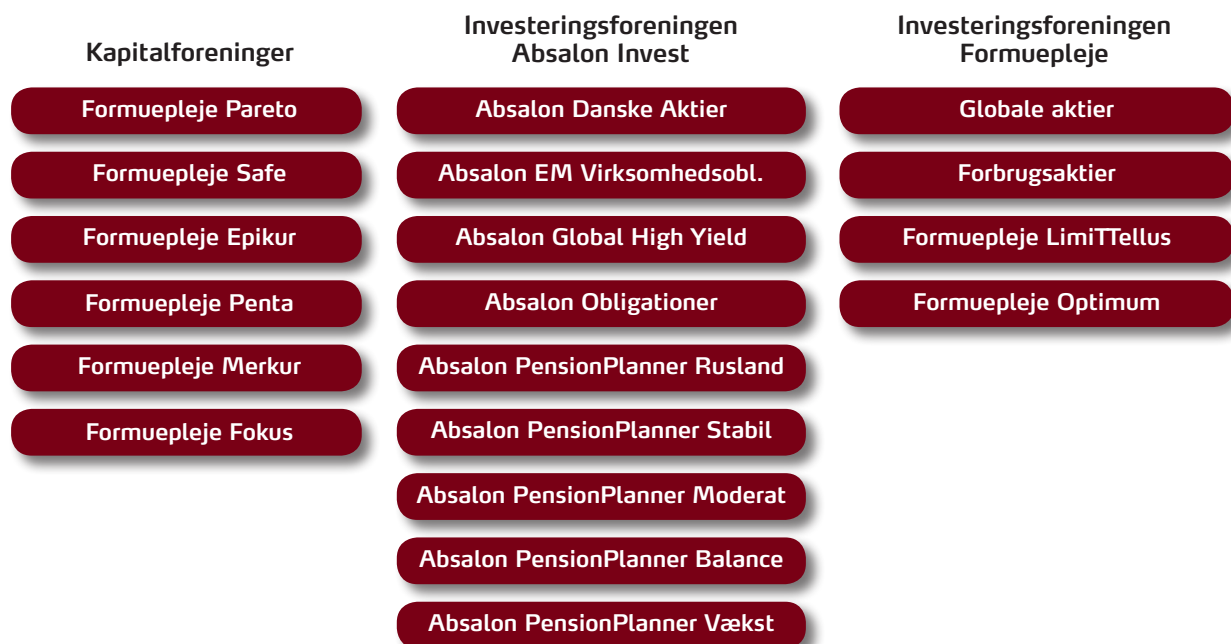 Kapitalforeninger
Formuepleje Pareto
Formuepleje Safe
Formuepleje Epikur
Formuepleje Penta
Formuepleje Merkur
Formuepleje Fokus
Investeringsforeningen
Absalon Invest
Absalon Danske Aktier
Absalon EM Virksomhedsobl.
Absalon Global High Yield
Absalon Obligationer
Absalon PensionPlanner Rusland
Absalon PensionPlanner Stabil
Absalon PensionPlanner Moderat
Absalon PensionPlanner Balance
Absalon PensionPlanner Vækst
Investeringsforeningen
Formuepleje
Globale aktier
Forbrugsaktier
Formuepleje LimiTTellus
Formuepleje Optimum